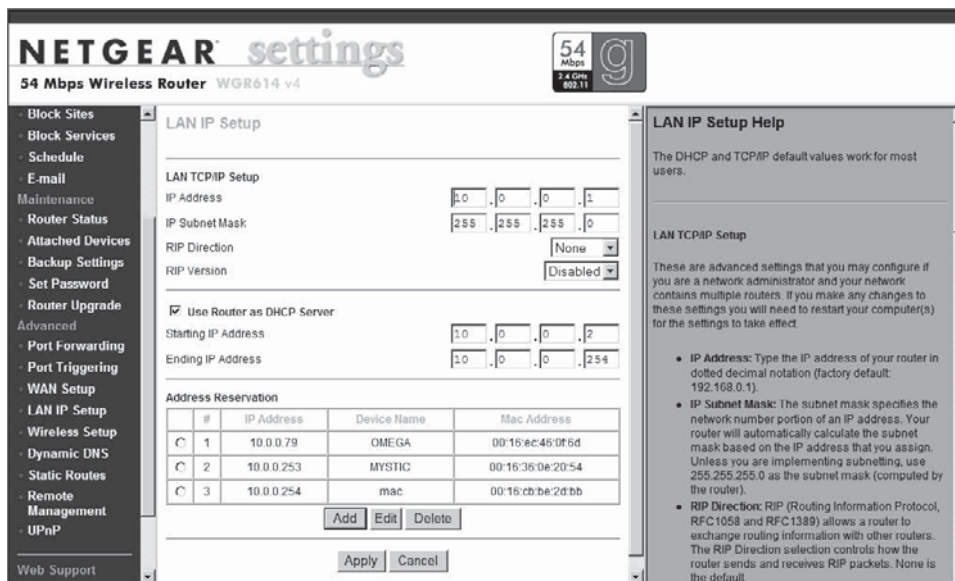 NETGEAR settings
54 Mbps Wireless Router WGR614 v4
54
Mbps
2.4 GHz
802.11
g
Block Sites
Block Services
Schedule
E-mail
Maintenance
Router Status
Attached Devices
Backup Settings
Set Password
Router Upgrade
Advanced
Port Forwarding
Port Triggering
WAN Setup
LAN IP Setup
Wireless Setup
Dynamic DNS
Static Routes
Remote
Management
UPnP
Web Support
LAN IP Setup
LAN TCP/IP Setup
IP Address 10 . 0 . 0 . 1
IP Subnet Mask 255 . 255 . 255 . 0
RIP Direction None
RIP Version Disabled
Use Router as DHCP Server
Starting IP Address 10 . 0 . 0 . 2
Ending IP Address 10 . 0 . 0 . 254
Address Reservation
# IP Address Device Name Mac Address
1 10.0.0.79 OMEGA 00:16:ec:46:0f:6d
2 10.0.0.253 MYSTIC 00:16:36:0e:20:54
3 10.0.0.254 mac 00:16:cb:be:2d:bb
Add Edit Delete
Apply Cancel
LAN IP Setup Help
The DHCP and TCP/IP default values work for most
users.
LAN TCP/IP Setup
These are advanced settings that you may configure if
you are a network administrator and your network
contains multiple routers. If you make any changes to
these settings you will need to restart your computer(s)
for the settings to take effect.
• IP Address: Type the IP address of your router in
dotted decimal notation (factory default:
192.168.0.1).
• IP Subnet Mask: The subnet mask specifies the
network number portion of an IP address. Your
router will automatically calculate the subnet
mask based on the IP address that you assign.
Unless you are implementing subnetting, use
255.255.255.0 as the subnet mask (computed by
the router).
• RIP Direction: RIP (Routing Information Protocol,
RFC1058 and RFC1389) allows a router to
exchange routing information with other routers.
The RIP Direction selection controls how the
router sends and receives RIP packets. None is
the default.